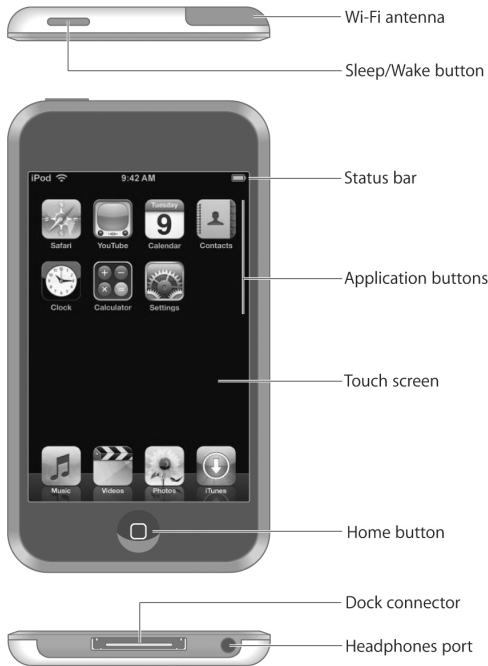 Wi-Fi antenna
Sleep/Wake button
iPod 9:42 AM
Status bar
Tuesday
9
Safari YouTube Calendar Contacts
Application buttons
Clock Calculator Settings
Touch screen
Music Videos Photos iTunes
Home button
Dock connector
Headphones port